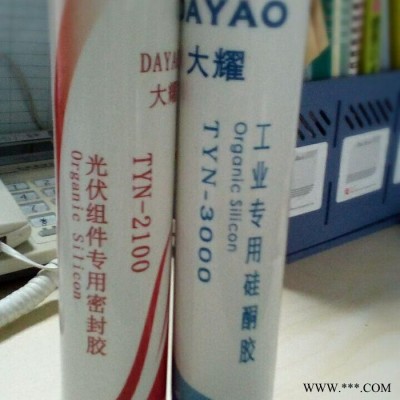 DAYAO
大耀
TYN-2100
Organic Silicon
光伏组件专用密封胶
DAYAO
大耀
工业专用硅酮胶
Organic Silicon
TYN-3000
WWW.***.COM